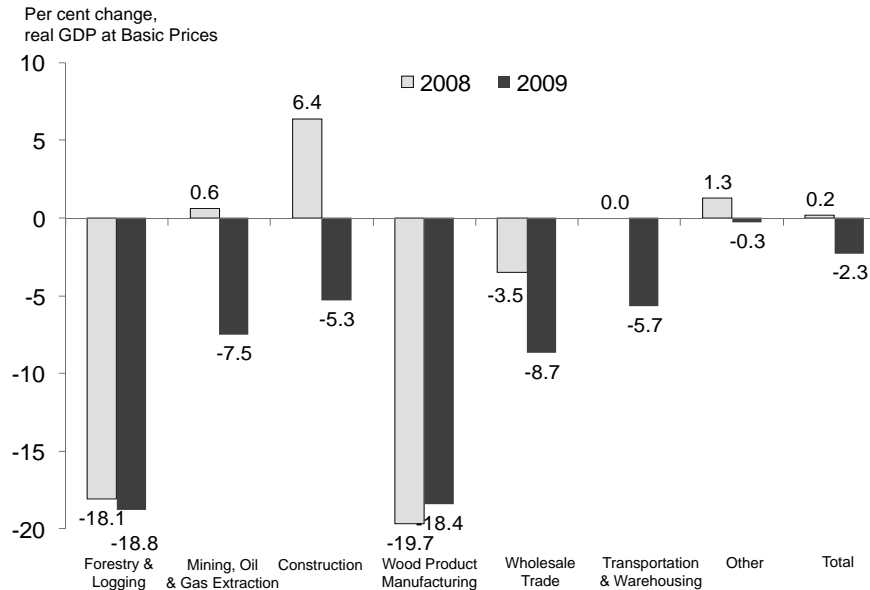 Per cent change,
real GDP at Basic Prices
10
5
0
-5
-10
-15
-20
2008 2009
-18.1
-18.8
0.6
-7.5
6.4
-5.3
-19.7
-18.4
-3.5
-8.7
0.0
-5.7
1.3
-0.3
0.2
-2.3
Forestry &
Logging
Mining, Oil
& Gas Extraction
Construction
Wood Product
Manufacturing
Wholesale
Trade
Transportation
& Warehousing
Other
Total